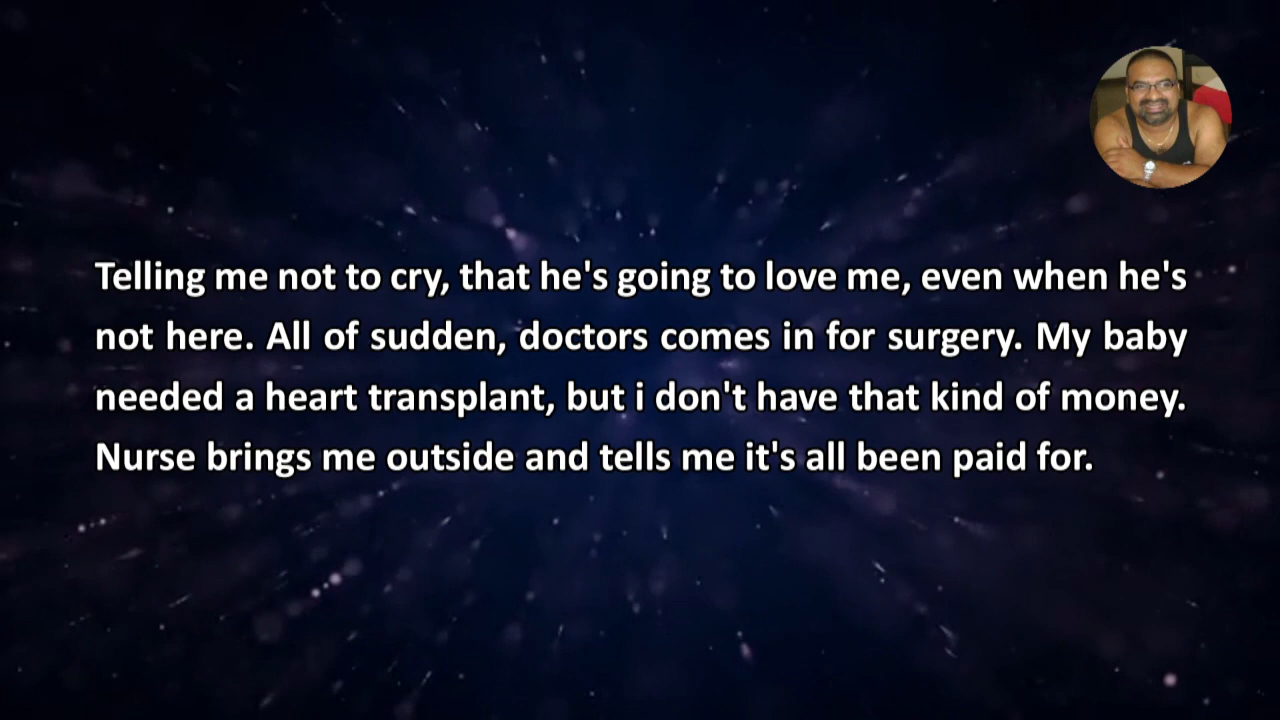 Telling me not to cry, that he's going to love me, even when he's
not here. All of sudden, doctors comes in for surgery. My baby
needed a heart transplant, but i don't have that kind of money.
Nurse brings me outside and tells me it's all been paid for.